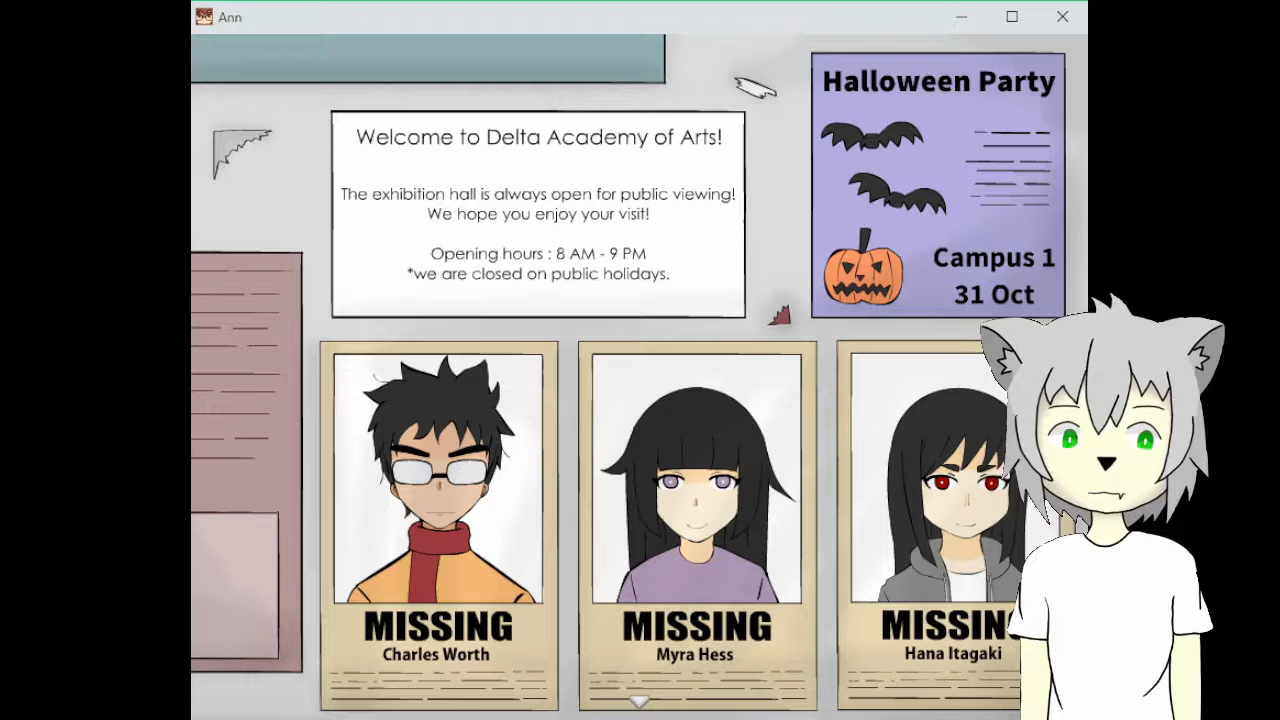 Ann
Welcome to Delta Academy of Arts!
The exhibition hall is always open for public viewing!
We hope you enjoy your visit!
Opening hours : 8 AM - 9 PM
*we are closed on public holidays.
Halloween Party
Campus 1
31 Oct
MISSING
Charles Worth
MISSING
Myra Hess
MISSING
Hana Itagaki